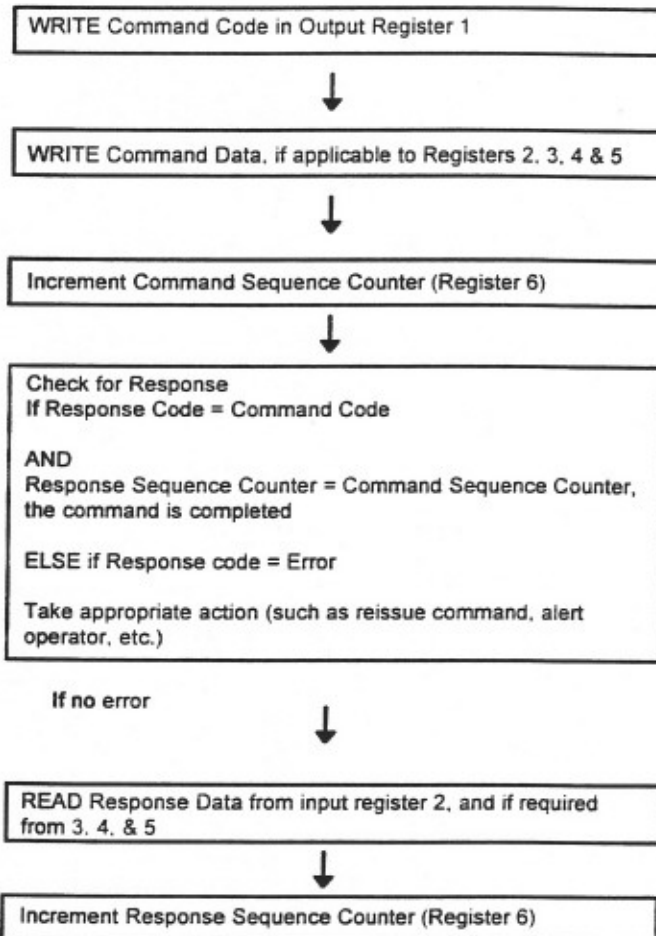 WRITE Command Code in Output Register 1
WRITE Command Data, if applicable to Registers 2, 3, 4 & 5
Increment Command Sequence Counter (Register 6)
Check for Response
If Response Code = Command Code
AND
Response Sequence Counter = Command Sequence Counter,
the command is completed
ELSE if Response code = Error
Take appropriate action (such as reissue command, alert
operator, etc.)
If no error
READ Response Data from input register 2, and if required
from 3, 4, & 5
Increment Response Sequence Counter (Register 6)